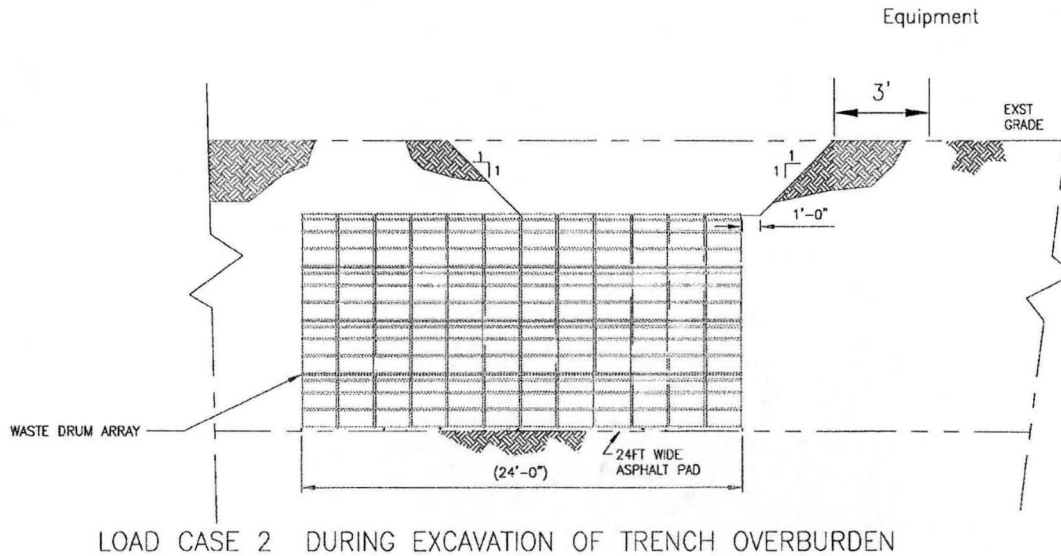 Equipment
3'
EXST
GRADE
1
1
1
1
1'-0"
WASTE DRUM ARRAY
24FT WIDE
ASPHALT PAD
(24'-0")
LOAD CASE 2 DURING EXCAVATION OF TRENCH OVERBURDEN